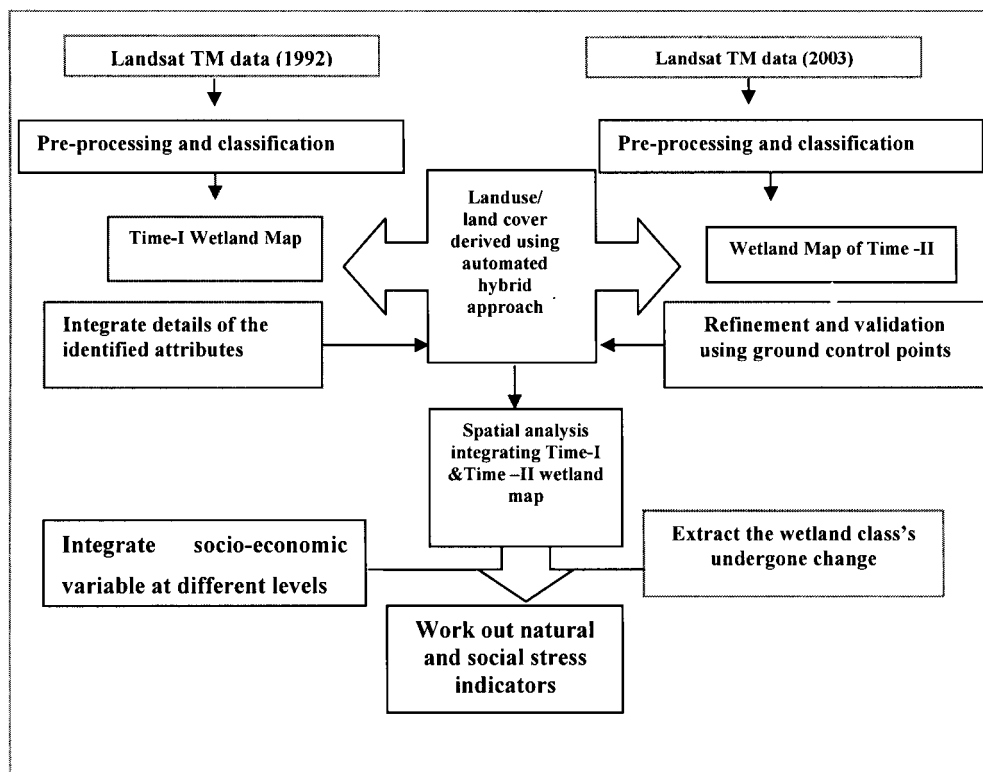 Landsat TM data (1992)
Landsat TM data (2003)
Pre-processing and classification
Pre-processing and classification
Landuse/
land cover
derived using
automated
hybrid
approach
Time-I Wetland Map
Wetland Map of Time -II
Integrate details of the
identified attributes
Refinement and validation
using ground control points
Spatial analysis
integrating Time-I
&Time –II wetland
map
Integrate socio-economic
variable at different levels
Extract the wetland class's
undergone change
Work out natural
and social stress
indicators